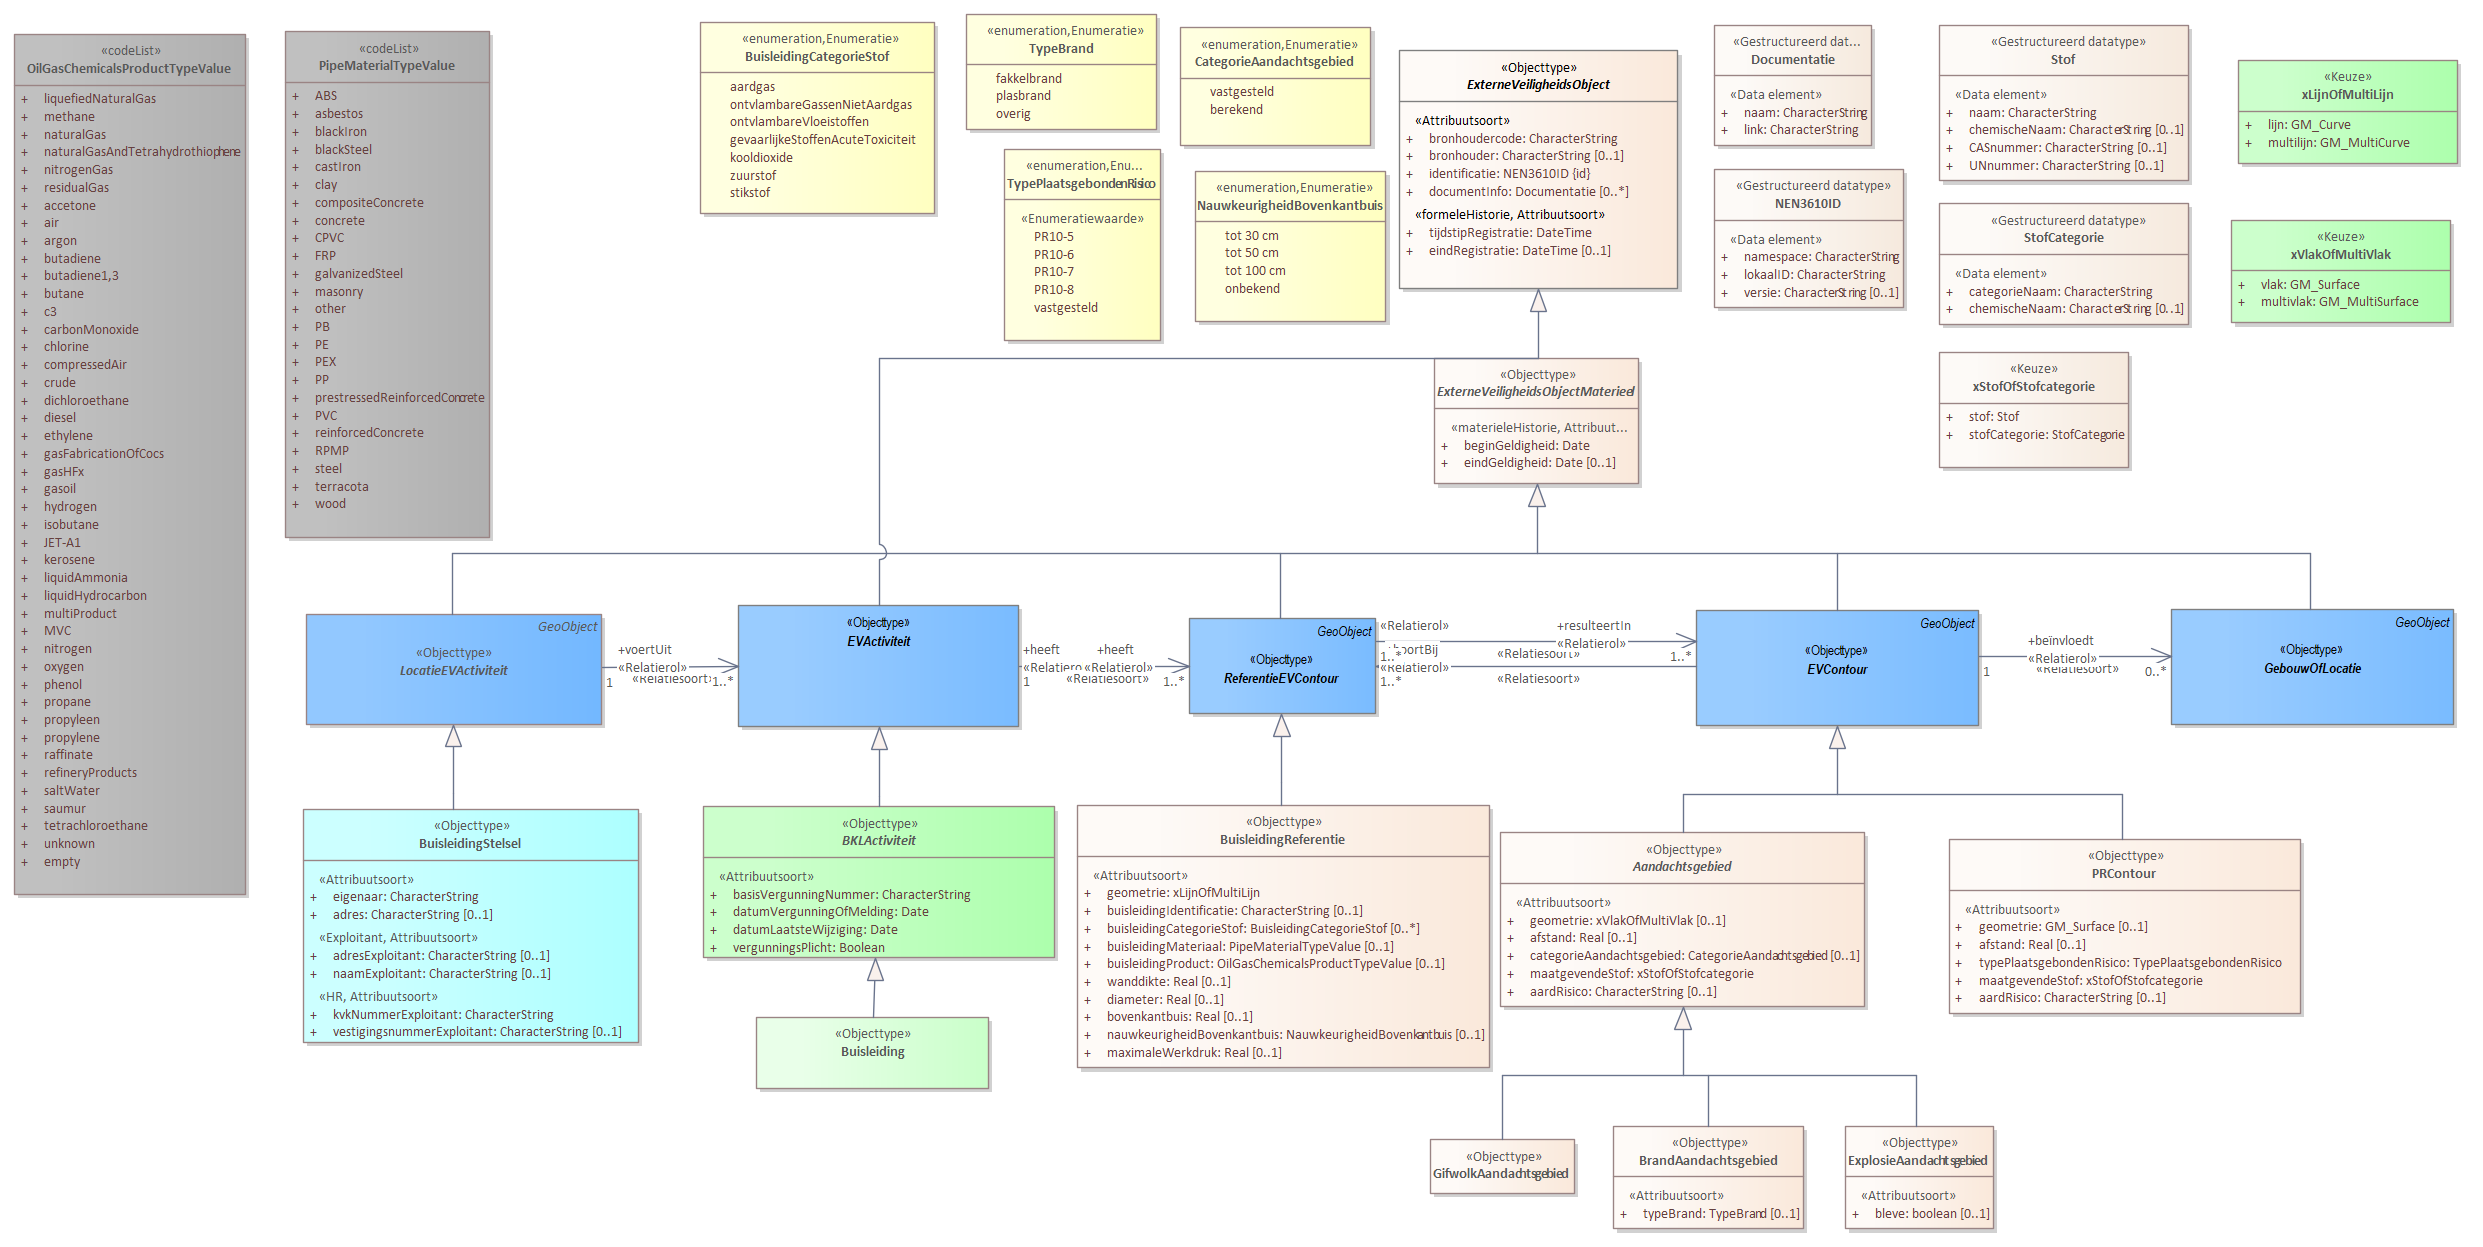 «codeList»
OilGasChemicalsProductTypeValue
+ liquefiedNaturalGas
+ methane
+ naturalGas
+ naturalGasAndTetrahydrothiophene
+ nitrogenGas
+ residualGas
+ accetone
+ air
+ argon
+ butadiene
+ butadiene1,3
+ butane
+ c3
+ carbonMonoxide
+ chlorine
+ compressedAir
+ crude
+ dichloroethane
+ diesel
+ ethylene
+ gasFabricationOfCocs
+ gasHFx
+ gasoil
+ hydrogen
+ isobutane
+ JET-A1
+ kerosene
+ liquidAmmonia
+ liquidHydrocarbon
+ multiProduct
+ MVC
+ nitrogen
+ oxygen
+ phenol
+ propane
+ propyleen
+ propylene
+ raffinate
+ refineryProducts
+ saltWater
+ saumur
+ tetrachloroethane
+ unknown
+ empty
«codeList»
PipeMaterialTypeValue
+ ABS
+ asbestos
+ blackIron
+ blackSteel
+ castIron
+ clay
+ compositeConcrete
+ concrete
+ CPVC
+ FRP
+ galvanizedSteel
+ masonry
+ other
+ PB
+ PE
+ PEX
+ PP
+ prestressedReinforcedConcrete
+ PVC
+ reinforcedConcrete
+ RPMP
+ steel
+ terracota
+ wood
«enumeration,Enumeratie»
BuisleidingCategorieStof
aardgas
ontvlambareGassenNietAardgas
ontvlambareVloeistoffen
gevaarlijkeStoffenAcuteToxiciteit
kooldioxide
zuurstof
stikstof
«enumeration,Enumeratie»
TypeBrand
fakkelbrand
plasbrand
overig
«enumeration,Enu...
TypePlaatsgebondenRisico
«Enumeratiewaarde»
PR10-5
PR10-6
PR10-7
PR10-8
vastgesteld
«enumeration,Enumeratie»
CategorieAandachtsgebied
vastgesteld
berekend
«enumeration,Enumeratie»
NauwkeurigheidBovenkantbuis
tot 30 cm
tot 50 cm
tot 100 cm
onbekend
«Objecttype»
ExterneVeiligheidsObject
«Attribuutsoort»
+ bronhoudercode: CharacterString
+ bronhouder: CharacterString [0..1]
+ identificatie: NEN3610ID {id}
+ documentInfo: Documentatie [0..*]
«formeleHistorie, Attribuutsoort»
+ tijdstipRegistratie: DateTime
+ eindRegistratie: DateTime [0..1]
«Gestructureerd dat...
Documentatie
«Data element»
+ naam: CharacterString
+ link: CharacterString
«Gestructureerd datatype»
NEN3610ID
«Data element»
+ namespace: CharacterString
+ lokaalID: CharacterString
+ versie: CharacterString [0..1]
«Gestructureerd datatype»
Stof
«Data element»
+ naam: CharacterString
+ chemischeNaam: CharacterString [0..1]
+ CASnummer: CharacterString [0..1]
+ UNnummer: CharacterString [0..1]
«Gestructureerd datatype»
StofCategorie
«Data element»
+ categorieNaam: CharacterString
+ chemischeNaam: CharacterString [0..1]
«Keuze»
xStofOfStofcategorie
+ stof: Stof
+ stofCategorie: StofCategorie
«Keuze»
xLijnOfMultiLijn
+ lijn: GM_Curve
+ multilijn: GM_MultiCurve
«Keuze»
xVlakOfMultiVlak
+ vlak: GM_Surface
+ multivlak: GM_MultiSurface
«Objecttype»
ExterneVeiligheidsObjectMaterieel
«materieleHistorie, Attribuut...
+ beginGeldigheid: Date
+ eindGeldigheid: Date [0..1]
GeoObject
«Objecttype»
LocatieEVActiviteit
+voertUit
«Relatierol»
1 «Relatiesoort» 1..*
«Objecttype»
EVActiviteit
+heeft +heeft
«Relatierol» «Relatierol»
1 «Relatiesoort» 1..*
GeoObject
«Objecttype»
ReferentieEVContour
«Relatierol» +resulteertIn
«Relatierol»
1..* «Relatiesoort» 1..*
«Relatierol»
1..* «Relatiesoort»
GeoObject
«Objecttype»
EVContour
+beïnvloedt
«Relatierol»
1 «Relatiesoort» 0..*
GeoObject
«Objecttype»
GebouwOfLocatie
«Objecttype»
BuisleidingStelsel
«Attribuutsoort»
+ eigenaar: CharacterString
+ adres: CharacterString [0..1]
«Exploitant, Attribuutsoort»
+ adresExploitant: CharacterString [0..1]
+ naamExploitant: CharacterString [0..1]
«HR, Attribuutsoort»
+ kvkNummerExploitant: CharacterString
+ vestigingsnummerExploitant: CharacterString [0..1]
«Objecttype»
BKLActiviteit
«Attribuutsoort»
+ basisVergunningNummer: CharacterString
+ datumVergunningOfMelding: Date
+ datumLaatsteWijziging: Date
+ vergunningsPlicht: Boolean
«Objecttype»
Buisleiding
«Objecttype»
BuisleidingReferentie
«Attribuutsoort»
+ geometrie: xLijnOfMultiLijn
+ buisleidingIdentificatie: CharacterString [0..1]
+ buisleidingCategorieStof: BuisleidingCategorieStof [0..*]
+ buisleidingMateriaal: PipeMaterialTypeValue [0..1]
+ buisleidingProduct: OilGasChemicalsProductTypeValue [0..1]
+ wanddikte: Real [0..1]
+ diameter: Real [0..1]
+ bovenkantbuis: Real [0..1]
+ nauwkeurigheidBovenkantbuis: NauwkeurigheidBovenkantbuis [0..1]
+ maximaleWerkdruk: Real [0..1]
«Objecttype»
Aandachtsgebied
«Attribuutsoort»
+ geometrie: xVlakOfMultiVlak [0..1]
+ afstand: Real [0..1]
+ categorieAandachtsgebied: CategorieAandachtsgebied [0..1]
+ maatgevendeStof: xStofOfStofcategorie
+ aardRisico: CharacterString [0..1]
«Objecttype»
PRContour
«Attribuutsoort»
+ geometrie: GM_Surface [0..1]
+ afstand: Real [0..1]
+ typePlaatsgebondenRisico: TypePlaatsgebondenRisico
+ maatgevendeStof: xStofOfStofcategorie
+ aardRisico: CharacterString [0..1]
«Objecttype»
GifwolkAandachtsgebied
«Objecttype»
BrandAandachtsgebied
«Attribuutsoort»
+ typeBrand: TypeBrand [0..1]
«Objecttype»
ExplosieAandachtsgebied
«Attribuutsoort»
+ bleve: boolean [0..1]